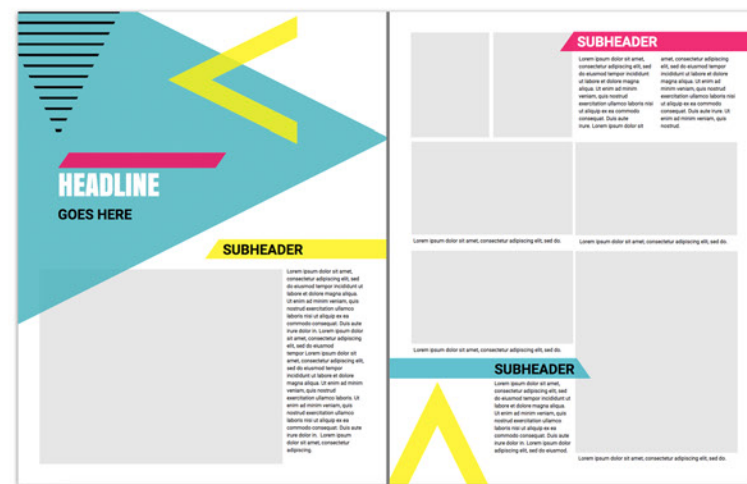 HEADLINE
GOES HERE
SUBHEADER
Lorem ipsum dolor sit amet,
consectetur adipiscing elit, sed
do eiusmod tempor incididunt ut
labore et dolore magna aliqua.
Ut enim ad minim veniam, quis
nostrud exercitation ullamco
laboris nisi ut aliquip ex ea
commodo consequat. Duis aute
irure dolor in. Lorem ipsum
dolor sit amet, consectetur
adipiscing elit, sed do eiusmod
tempor Lorem ipsum dolor sit
amet, consectetur adipiscing elit,
sed do eiusmod tempor
incididunt ut labore et dolore
magna aliqua. Ut enim ad minim
veniam, quis nostrud
exercitation ullamco laboris. Ut
enim ad minim veniam, quis
nostrud exercitation ullamco
laboris nisi ut aliquip ex ea
commodo consequat. Duis aute
irure dolor in. Lorem ipsum
dolor sit amet, consectetur
adipiscing.
SUBHEADER
Lorem ipsum dolor sit amet,
consectetur adipiscing elit, sed
do eiusmod tempor incididunt
ut labore et dolore magna
aliqua. Ut enim ad minim
veniam, quis nostrud
exercitation ullamco laboris nisi
ut aliquip ex ea commodo
consequat. Duis aute
irure. Lorem ipsum dolor sit
amet, consectetur adipiscing
elit, sed do eiusmod tempor
incididunt ut labore et dolore
magna aliqua. Ut enim ad
minim veniam, quis nostrud
exercitation ullamco laboris nisi
ut aliquip ex ea commodo
consequat. Duis aute irure. Ut
enim ad minim veniam, quis
nostrud.
Lorem ipsum dolor sit amet, consectetur adipiscing elit, sed do.
Lorem ipsum dolor sit amet, consectetur adipiscing elit, sed do.
Lorem ipsum dolor sit amet, consectetur adipiscing elit, sed do.
SUBHEADER
Lorem ipsum dolor sit amet,
consectetur adipiscing elit, sed
do eiusmod tempor incididunt ut
labore et dolore magna aliqua.
Ut enim ad minim veniam, quis
nostrud exercitation ullamco
laboris nisi ut aliquip ex ea
commodo consequat. Duis aute
irure dolor in. Lorem ipsum dolor
sit amet, consectetur adipiscing
elit, sed do eiusmod.
Lorem ipsum dolor sit amet, consectetur adipiscing elit, sed do.